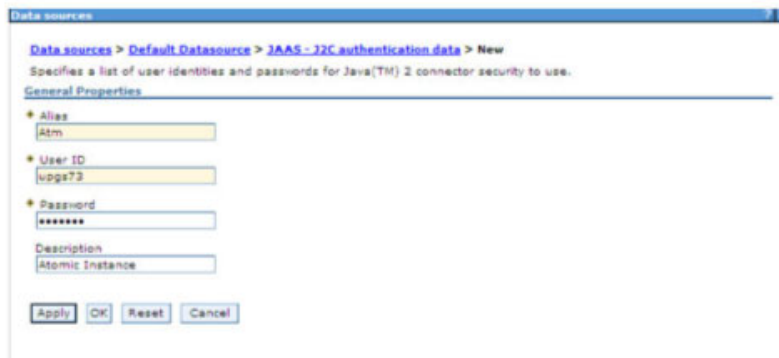 Data sources
?
Data sources > Default Datasource > JAAS - J2C authentication data > New
Specifies a list of user identities and passwords for Java(TM) 2 connector security to use.
General Properties
* Alias
Atm
* User ID
upgs73
* Password
•••••••
Description
Atomic Instance
Apply OK Reset Cancel